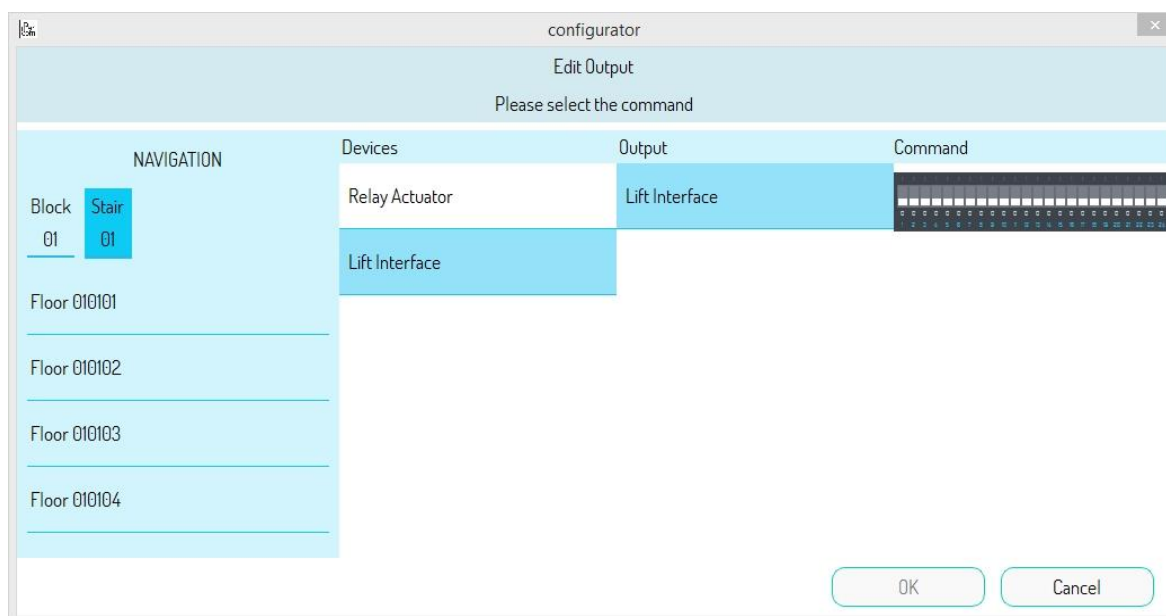 configurator
Edit Output
Please select the command
NAVIGATION
Block Stair
01 01
Floor 010101
Floor 010102
Floor 010103
Floor 010104
Devices
Relay Actuator
Lift Interface
Output
Lift Interface
Command
OK
Cancel